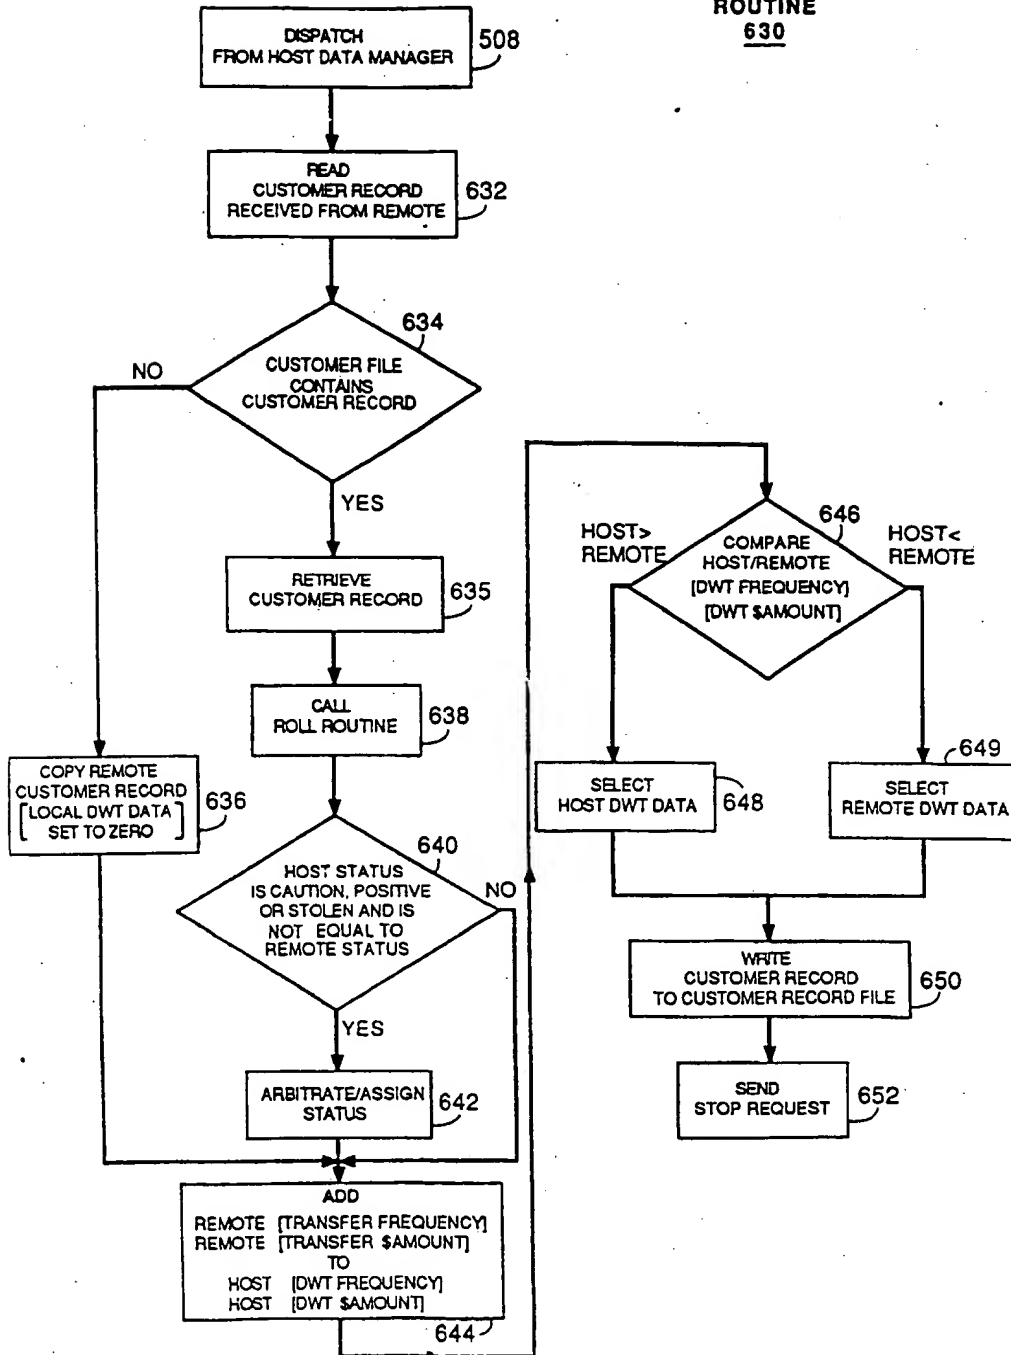 ROUTINE
630
DISPATCH
FROM HOST DATA MANAGER
508
READ
CUSTOMER RECORD
RECEIVED FROM REMOTE
632
634
CUSTOMER FILE
CONTAINS
CUSTOMER RECORD
NO
YES
RETRIEVE
CUSTOMER RECORD
635
CALL
ROLL ROUTINE
638
COPY REMOTE
CUSTOMER RECORD
[LOCAL DWT DATA
SET TO ZERO]
636
640
HOST STATUS
IS CAUTION, POSITIVE
OR STOLEN AND IS
NOT EQUAL TO
REMOTE STATUS
NO
YES
ARBITRATE/ASSIGN
STATUS
642
ADD
REMOTE [TRANSFER FREQUENCY]
REMOTE [TRANSFER $AMOUNT]
TO
HOST [DWT FREQUENCY]
HOST [DWT $AMOUNT]
644
646
HOST>
REMOTE
COMPARE
HOST/REMOTE
[DWT FREQUENCY]
[DWT $AMOUNT]
HOST<
REMOTE
SELECT
HOST DWT DATA
648
649
SELECT
REMOTE DWT DATA
WRITE
CUSTOMER RECORD
TO CUSTOMER RECORD FILE
650
SEND
STOP REQUEST
652